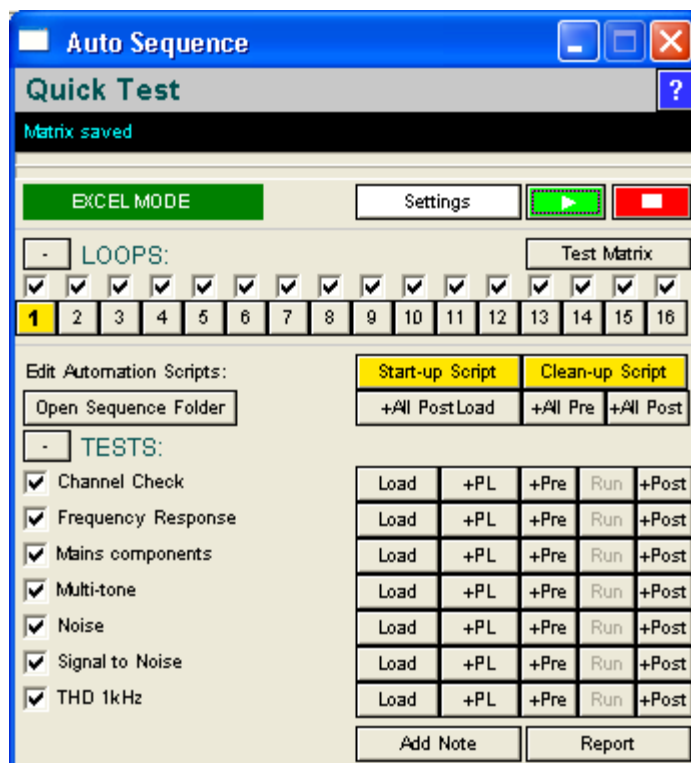 Auto Sequence
Quick Test ?
Matrix saved
EXCEL MODE Settings
- LOOPS: Test Matrix
1 2 3 4 5 6 7 8 9 10 11 12 13 14 15 16
Edit Automation Scripts: Start-up Script Clean-up Script
Open Sequence Folder +All PostLoad +All Pre +All Post
- TESTS:
Channel Check Load +PL +Pre Run +Post
Frequency Response Load +PL +Pre Run +Post
Mains components Load +PL +Pre Run +Post
Multi-tone Load +PL +Pre Run +Post
Noise Load +PL +Pre Run +Post
Signal to Noise Load +PL +Pre Run +Post
THD 1kHz Load +PL +Pre Run +Post
Add Note Report